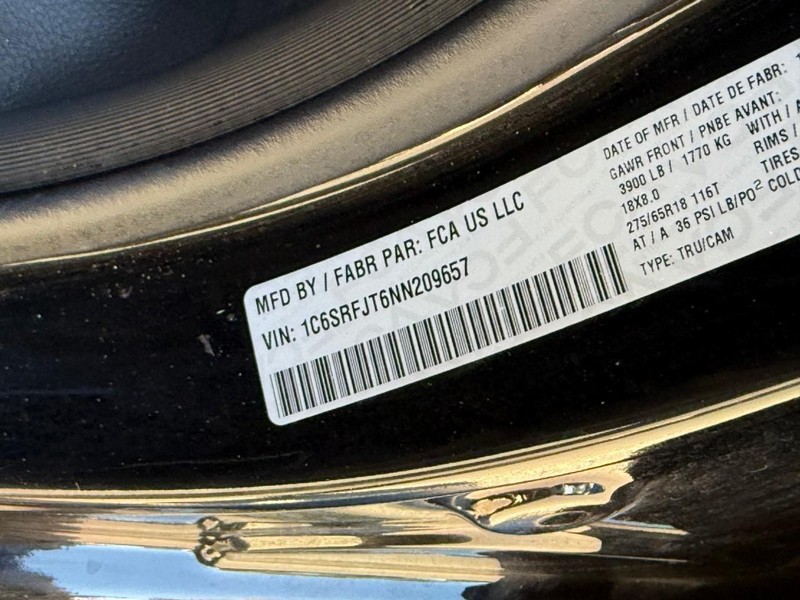 MFD BY / FABR PAR: FCA US LLC
VIN: 1C6SRFJT6NN209657
DATE OF MFR / DATE DE FABR:
GAWR FRONT / PNBE AVANT:
3900 LB / 1770 KG WITH /
18X8.0 RIMS /
275/65R18 116T TIRES
AT / A 36 PSI LB/PO² COLD
TYPE: TRU/CAM